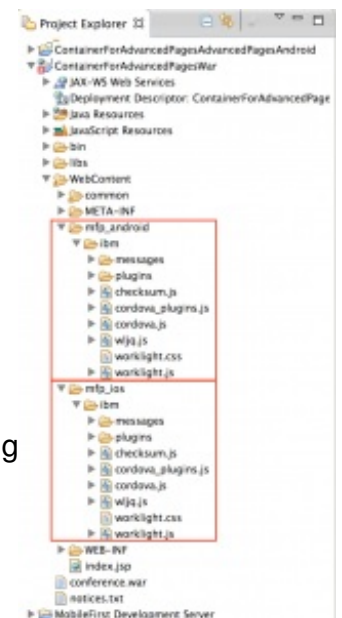 Project Explorer
ContainerForAdvancedPagesAdvancedPagesAndroid
ContainerForAdvancedPagesWar
JAX-WS Web Services
Deployment Descriptor: ContainerForAdvancedPage
Java Resources
JavaScript Resources
bin
libs
WebContent
common
META-INF
mfp_android
ibm
messages
plugins
checksum.js
cordova_plugins.js
cordova.js
wljq.js
worklight.css
worklight.js
mfp_ios
ibm
messages
g
plugins
checksum.js
cordova_plugins.js
cordova.js
wljq.js
worklight.css
worklight.js
WEB-INF
index.jsp
conference.war
notices.txt
MobileFirst Development Server